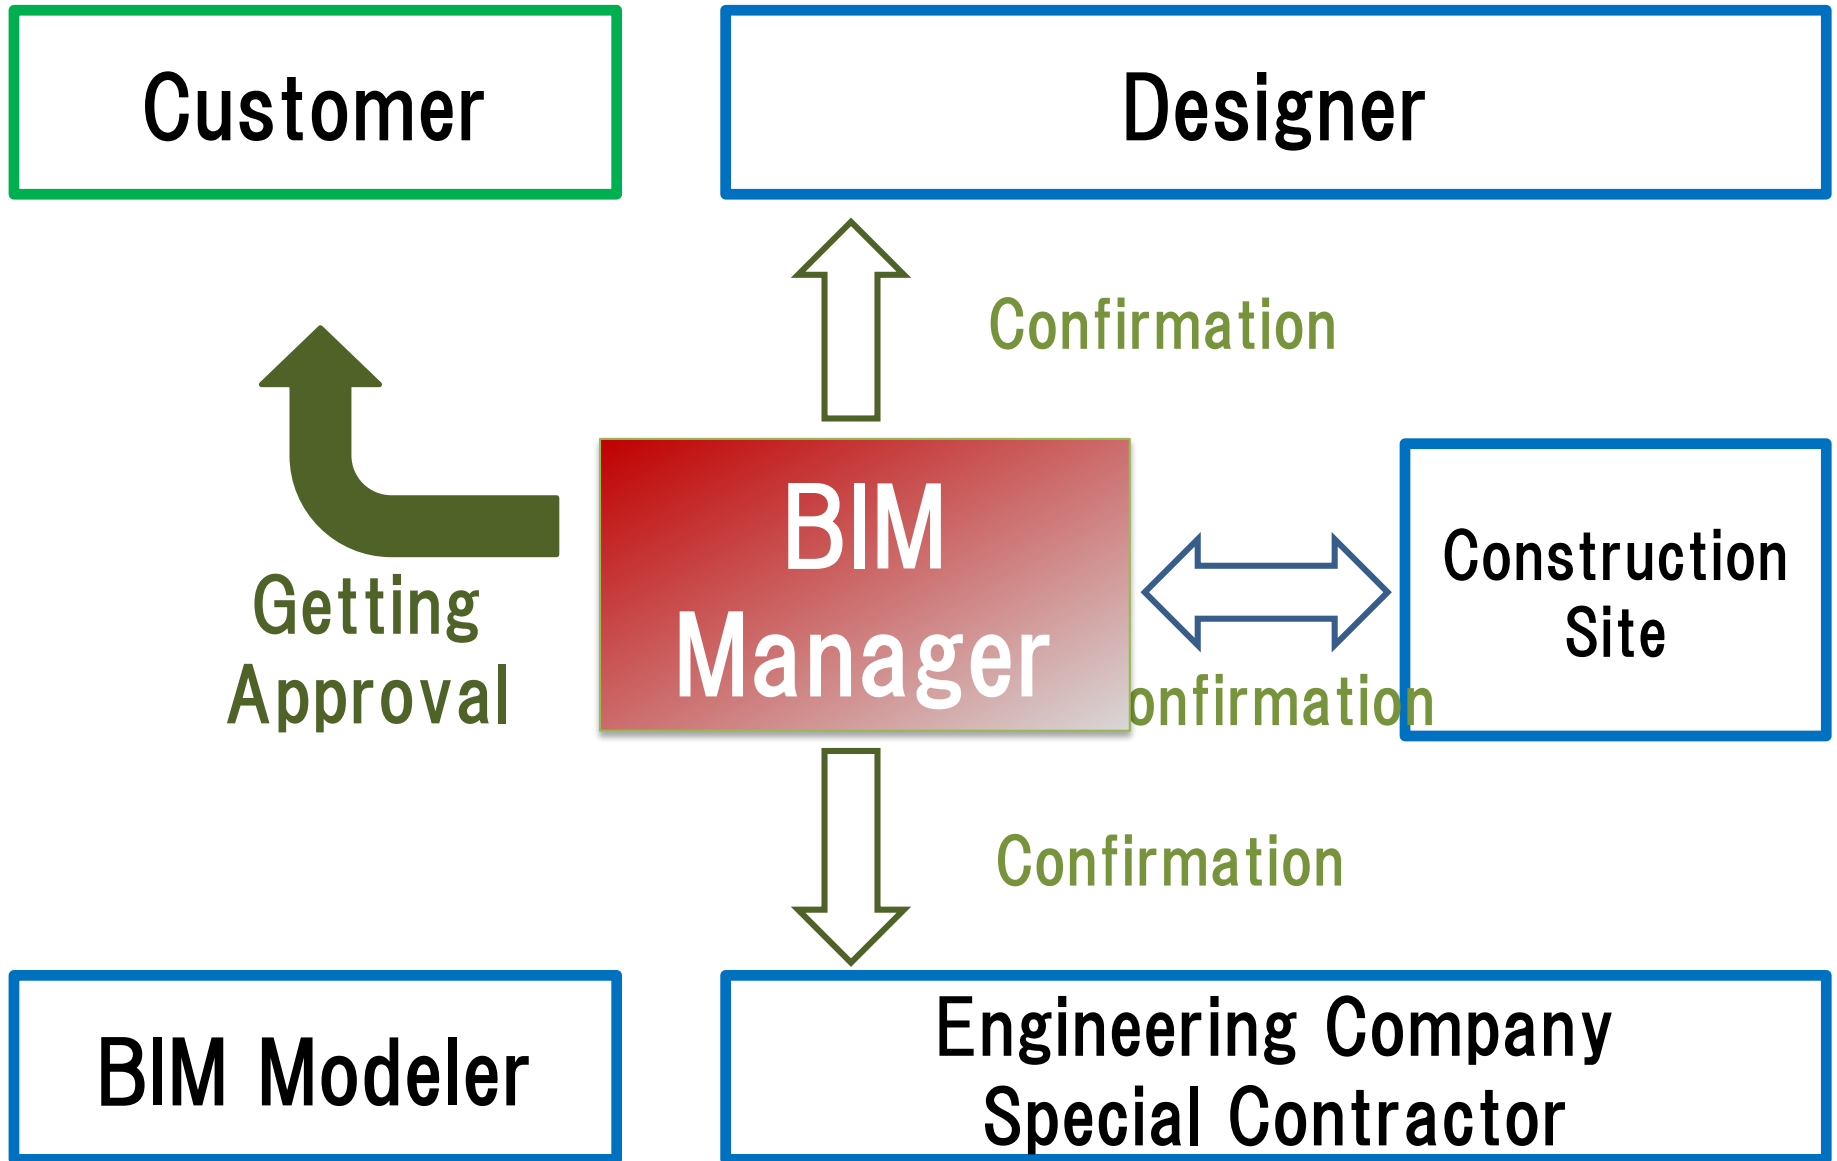 Customer
Designer
Confirmation
BIM
Manager
Construction
Site
Getting
Approval
onfirmation
Confirmation
BIM Modeler
Engineering Company
Special Contractor